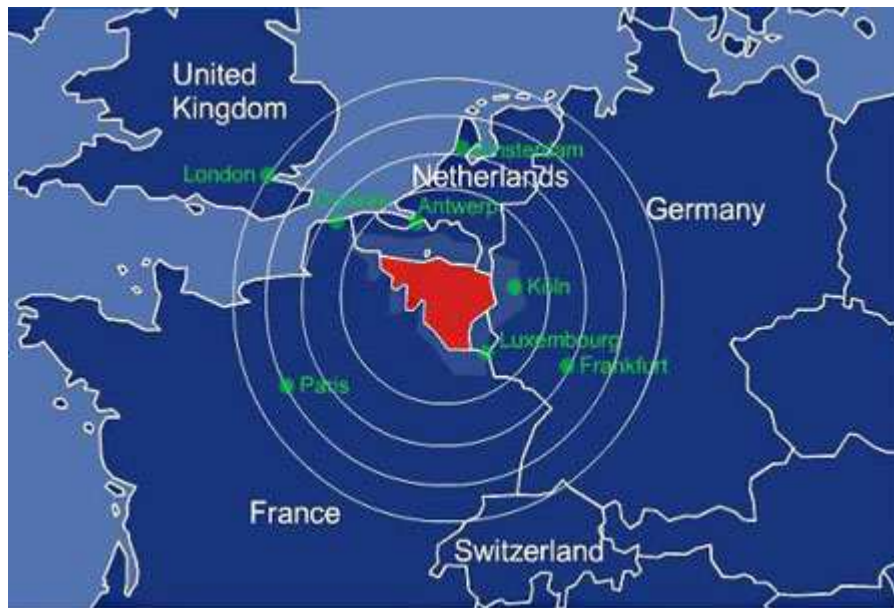 United
Kingdom
Amsterdam
London
Netherlands
Antwerp
Germany
Köln
Luxembourg
Frankfurt
Paris
France
Switzerland